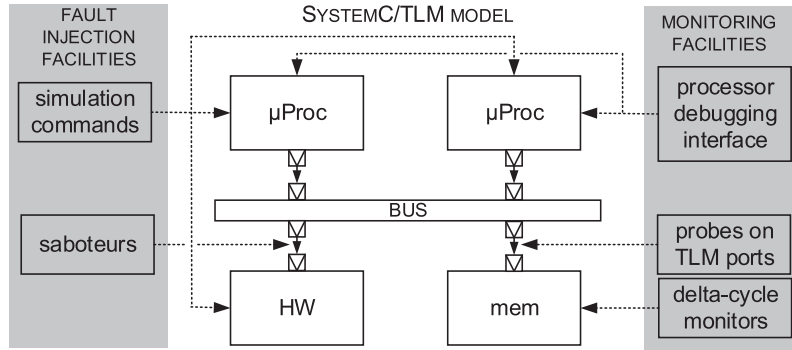 FAULT
INJECTION
FACILITIES
simulation
commands
saboteurs
SYSTEMC/TLM MODEL
μProc
μProc
BUS
HW
mem
MONITORING
FACILITIES
processor
debugging
interface
probes on
TLM ports
delta-cycle
monitors